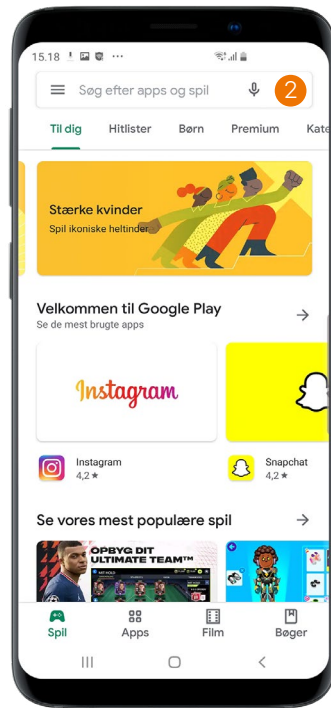 15.18
Søg efter apps og spil
2
Til dig Hitlister Børn Premium Kate
Stærke kvinder
Spil ikoniske heltinder
Velkommen til Google Play
Se de mest brugte apps
Instagram
Instagram
4,2 ★
Snapchat
4,2 ★
Se vores mest populære spil
OPBYG DIT
ULTIMATE TEAM™
Spil Apps Film Bøger